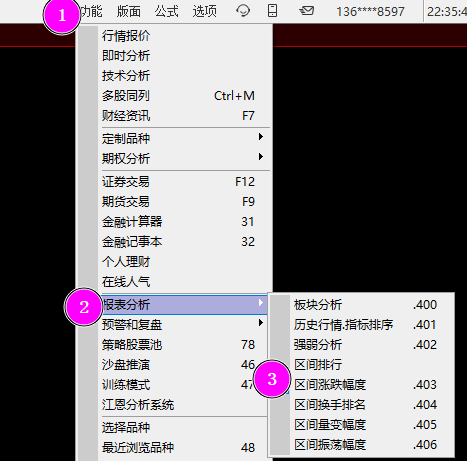 1 功能 版面 公式 选项 136****8597 22:35:4
行情报价
即时分析
技术分析
多股同列 Ctrl+M
财经资讯 F7
定制品种
期权分析
证券交易 F12
期货交易 F9
金融计算器 31
金融记事本 32
个人理财
在线人气
2 报表分析
预警和复盘
策略股票池 78
沙盘推演 46
训练模式 47
江恩分析系统
选择品种
最近浏览品种 48
板块分析 .400
历史行情.指标排序 .401
强弱分析 .402
区间排行
3 区间涨跌幅度 .403
区间换手排名 .404
区间量变幅度 .405
区间振荡幅度 .406